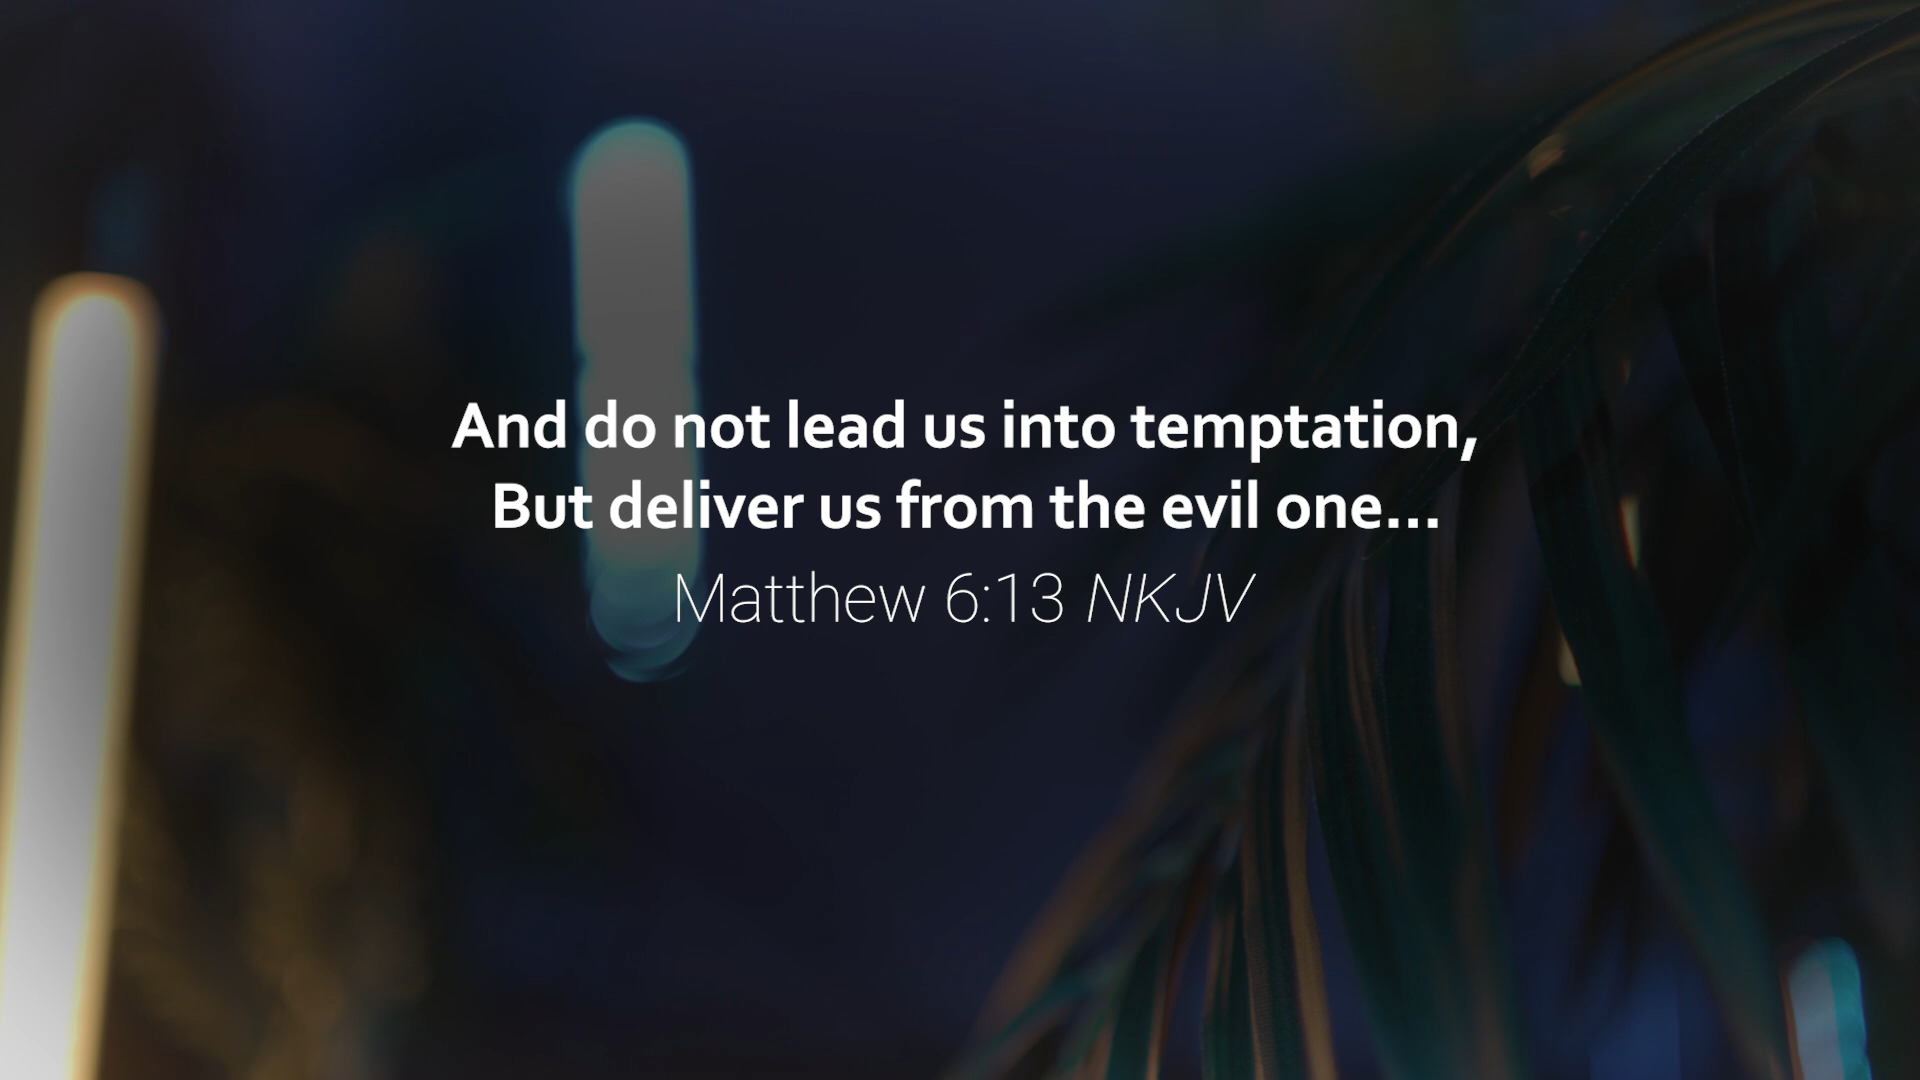 And do not lead us into temptation,
But deliver us from the evil one...
Matthew 6:13 NKJV